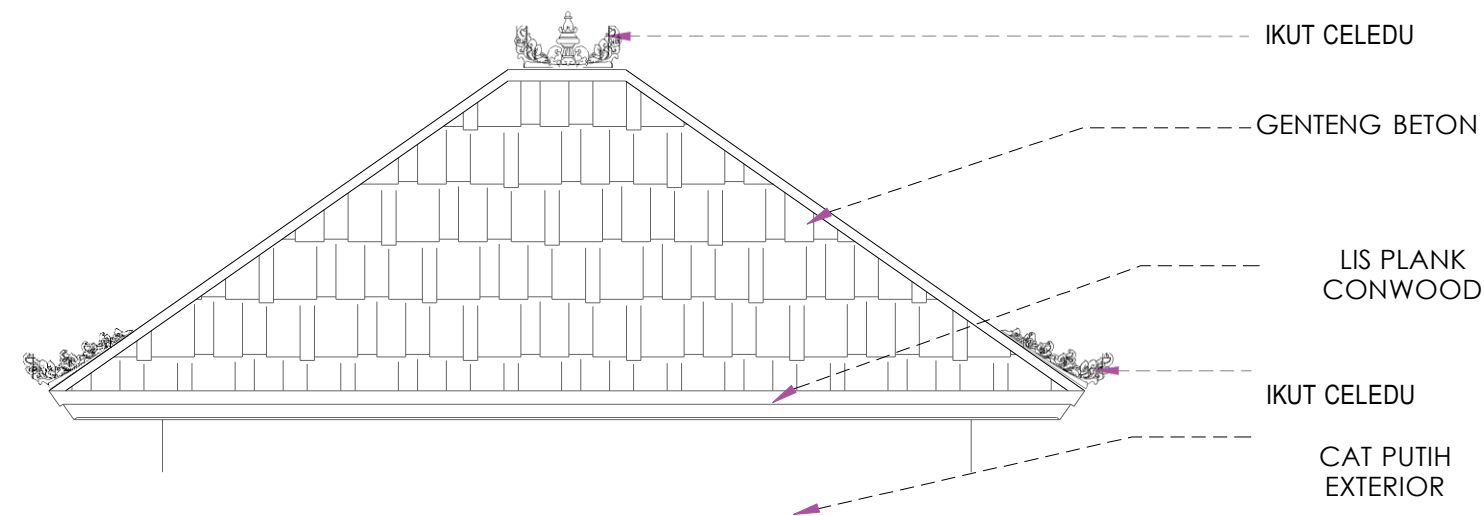 IKUT CELEDU
GENTENG BETON
LIS PLANK
CONWOOD
IKUT CELEDU
CAT PUTIH
EXTERIOR